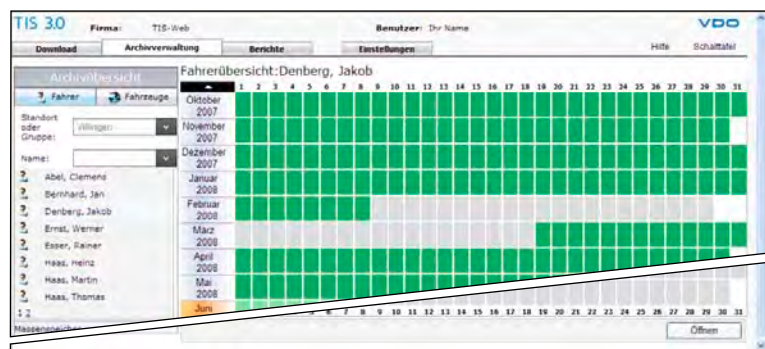 TIS 3.0 Firma: TIS-Web Benutzer: Ihr Name VDO
Download Archivverwaltung Berichte Einstellungen Hilfe Schalttafel
Archivübersicht
Fahrer Fahrzeuge
Standort oder Gruppe: Villingen
Name:
Abel, Clemens
Bernhard, Jan
Denberg, Jakob
Ernst, Werner
Esser, Rainer
Haas, Heinz
Haas, Martin
Haas, Thomas
1 2
Massenspeicher
Fahrerübersicht:Denberg, Jakob
1 2 3 4 5 6 7 8 9 10 11 12 13 14 15 16 17 18 19 20 21 22 23 24 25 26 27 28 29 30 31
Oktober
2007
November
2007
Dezember
2007
Januar
2008
Februar
2008
März
2008
April
2008
Mai
2008
Juni
5 6 7 8 9 10 11 12 13 14 15 16 17 18 19 20 21 22 23 24 25 26 27 28 29 30 31
Öffnen